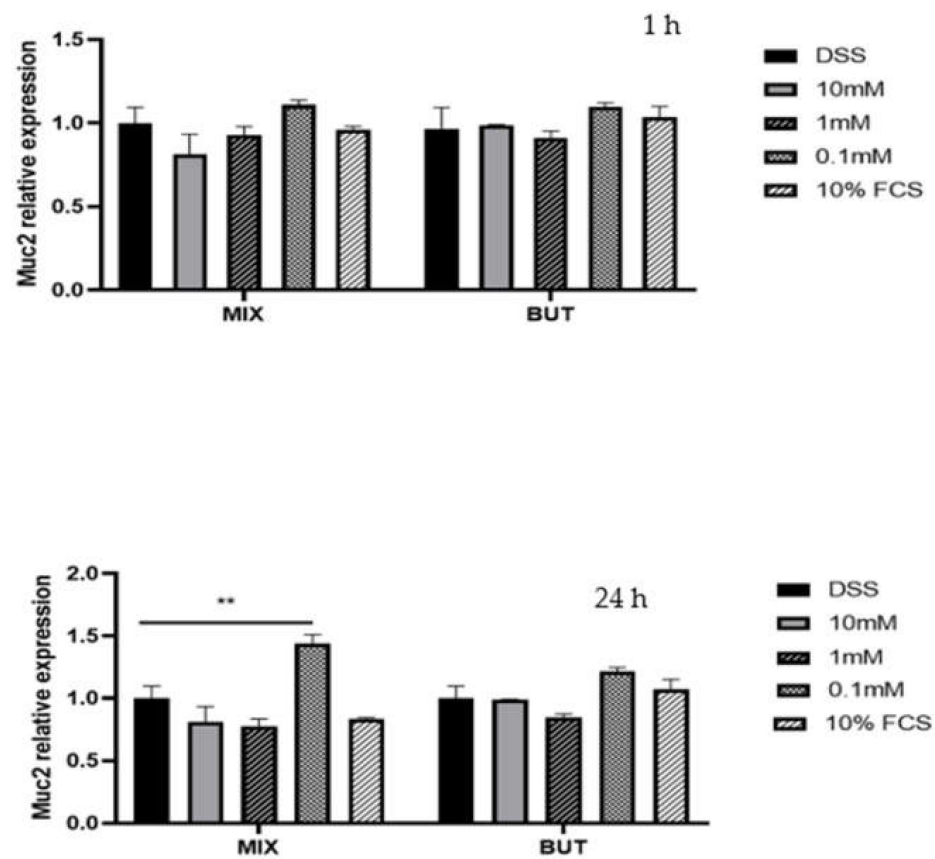 1 h
Muc2 relative expression
1.5
1.0
0.5
0.0
MIX
BUT
DSS
10mM
1mM
0.1mM
10% FCS
24 h
Muc2 relative expression
2.0
1.5
1.0
0.5
0.0
**
MIX
BUT
DSS
10mM
1mM
0.1mM
10% FCS